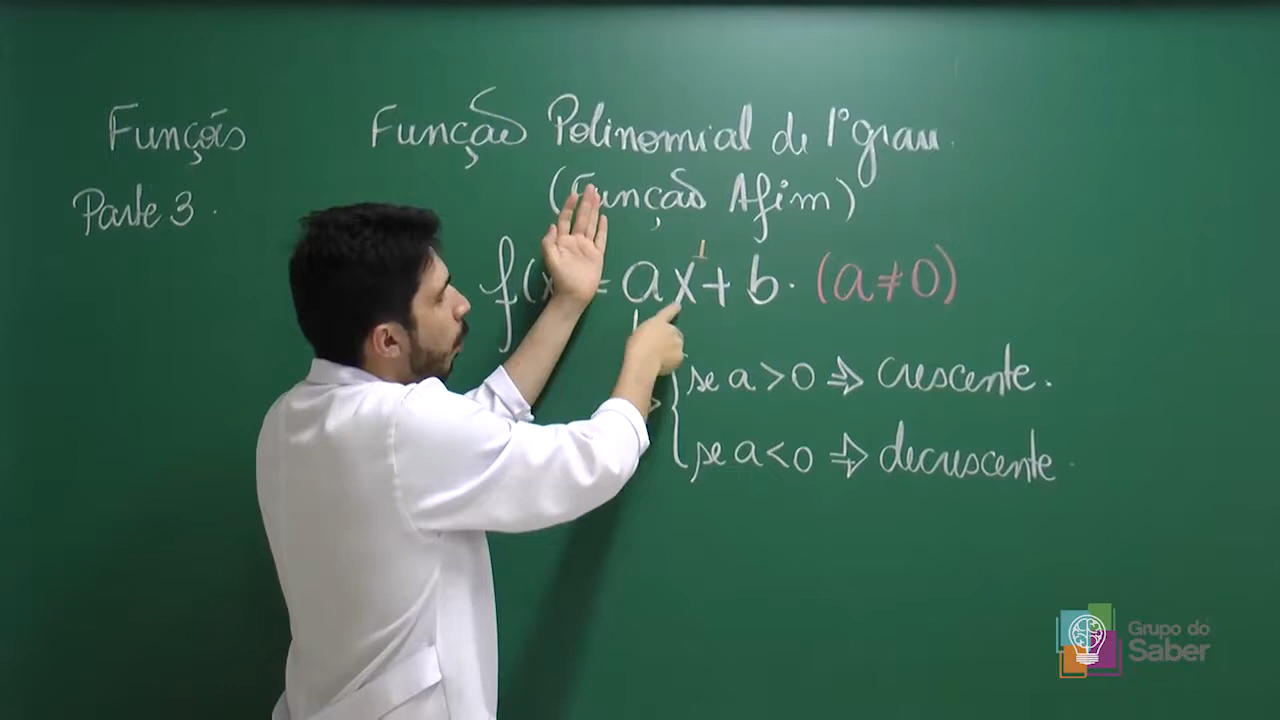 Funções
Parte 3.
Função Polinomial de 1º grau.
(Função Afim)
f(x = ax¹ + b. (a ≠ 0)
se a > 0 ⇒ crescente.
se a < 0 ⇒ decrescente.
Grupo do
Saber